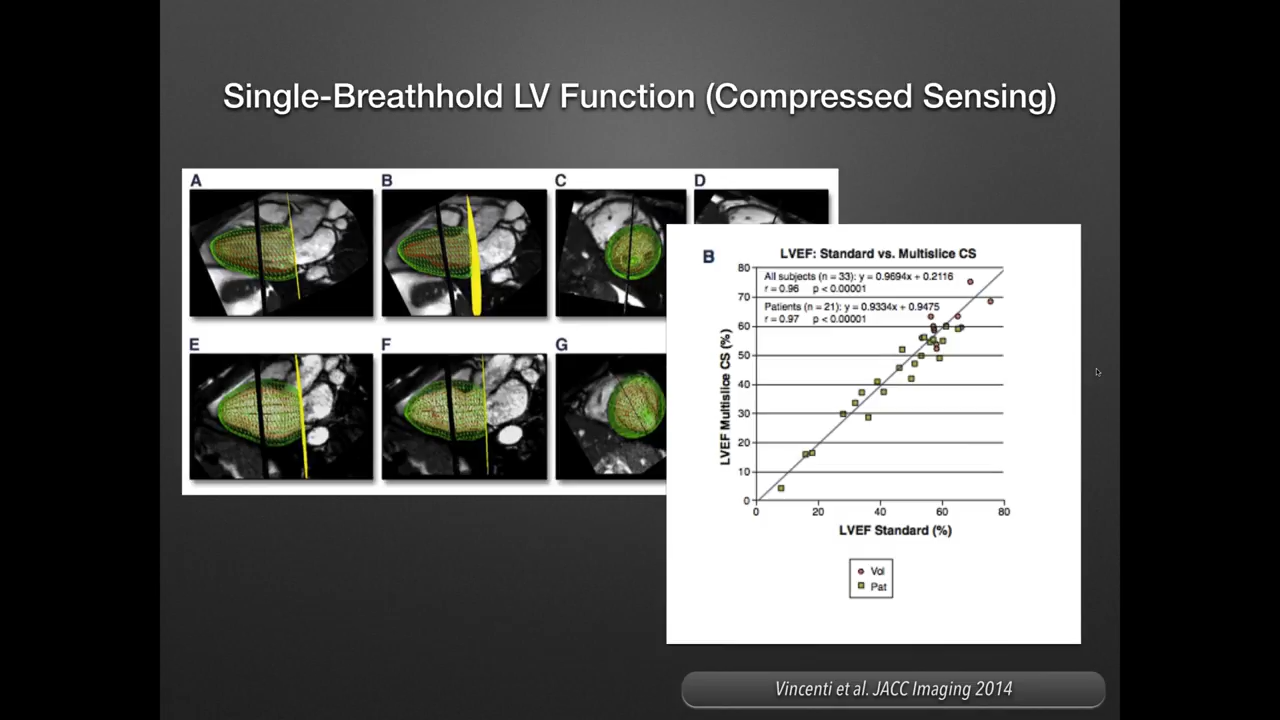 Single-Breathhold LV Function (Compressed Sensing)
A
B
C
D
E
F
G
B
LVEF: Standard vs. Multislice CS
All subjects (n = 33): y = 0.9694x + 0.2116
r = 0.96 p < 0.00001
Patients (n = 21): y = 0.9334x + 0.9475
r = 0.97 p < 0.00001
LVEF Multislice CS (%)
80
70
60
50
40
30
20
10
0
0 20 40 60 80
LVEF Standard (%)
Vol
Pat
Vincenti et al. JACC Imaging 2014